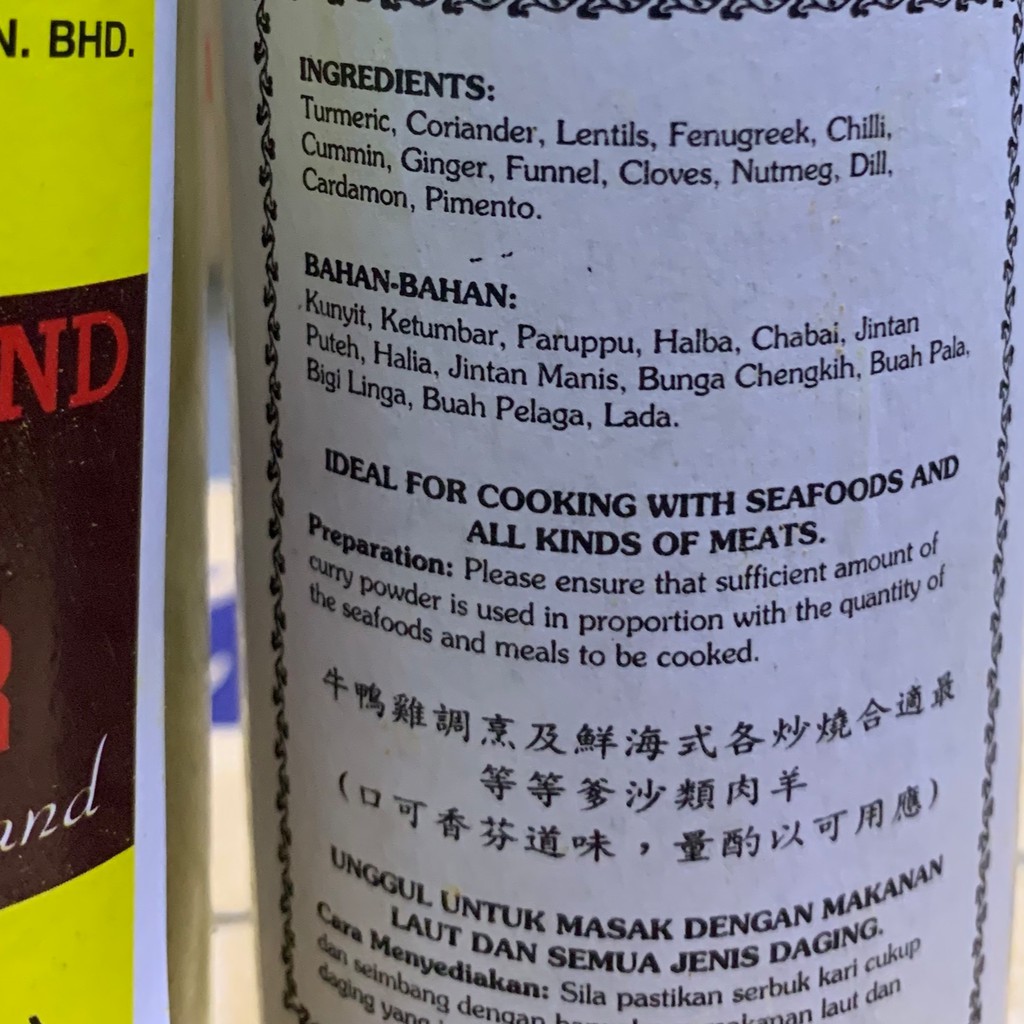 N. BHD.
ND
R
and
INGREDIENTS:
Turmeric, Coriander, Lentils, Fenugreek, Chilli,
Cummin, Ginger, Funnel, Cloves, Nutmeg, Dill,
Cardamon, Pimento.
BAHAN-BAHAN:
Kunyit, Ketumbar, Paruppu, Halba, Chabai, Jintan
Puteh, Halia, Jintan Manis, Bunga Chengkih, Buah Pala,
Bigi Linga, Buah Pelaga, Lada.
IDEAL FOR COOKING WITH SEAFOODS AND
ALL KINDS OF MEATS.
Preparation: Please ensure that sufficient amount of
curry powder is used in proportion with the quantity of
the seafoods and meals to be cooked.
最適合燒炒各式海鮮及烹調雞鴨牛
羊肉類沙爹等等
(應用可以酌量，味道芬香可口)
UNGGUL UNTUK MASAK DENGAN MAKANAN
LAUT DAN SEMUA JENIS DAGING.
Cara Menyediakan: Sila pastikan serbuk kari cukup
dan seimbang dengan laut dan
daging yang